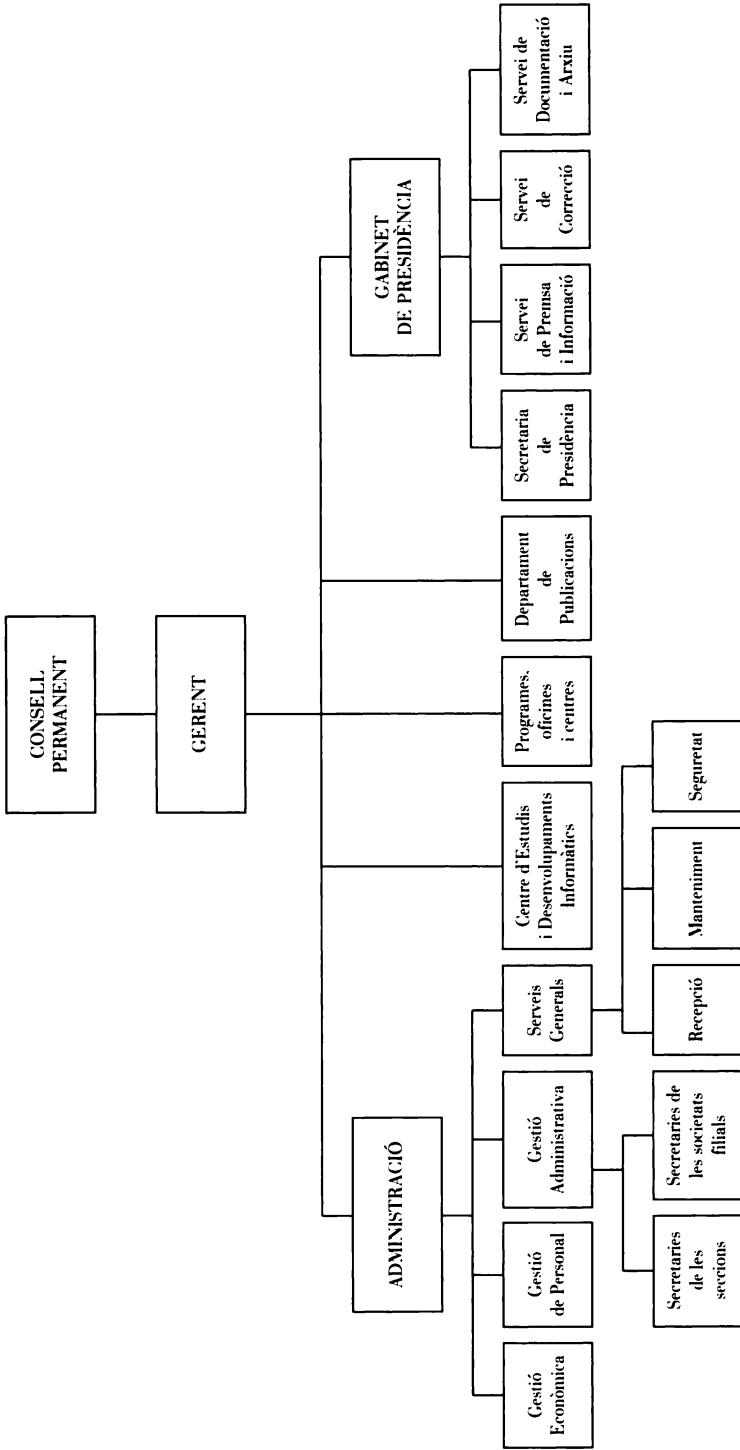 CONSELL
PERMANENT
GERENT
ADMINISTRACIÓ
GABINET
DE PRESIDÈNCIA
Gestió
Econòmica
Gestió
de Personal
Gestió
Administrativa
Serveis
Generals
Centre d'Estudis
i Desenvolupaments
Informàtics
Programes,
oficines
i centres
Departament
de
Publicacions
Secretaria
de
Presidència
Servei
de Premsa
i Informació
Servei
de
Correcció
Servei de
Documentació
i Arxiu
Secretaries
de les
seccions
Secretaries de
les societats
filials
Recepció
Manteniment
Seguretat